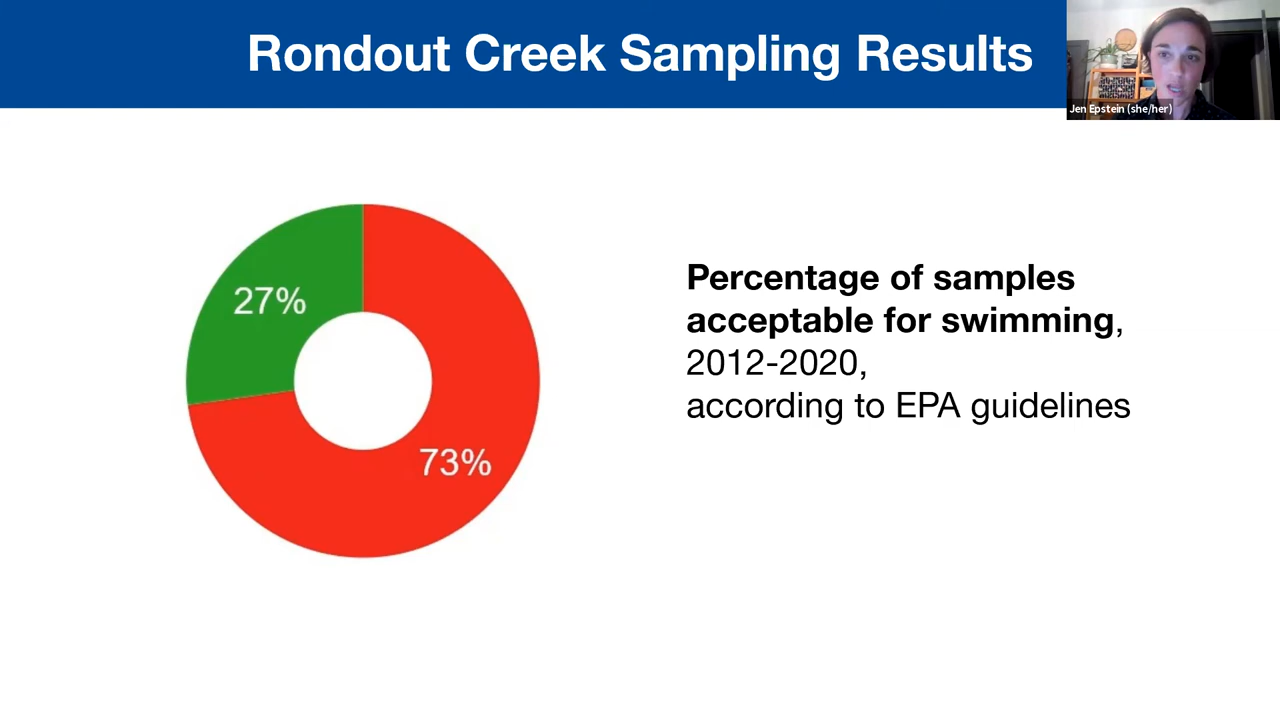 Rondout Creek Sampling Results
Jen Epstein (she/her)
27%
73%
Percentage of samples
acceptable for swimming,
2012-2020,
according to EPA guidelines